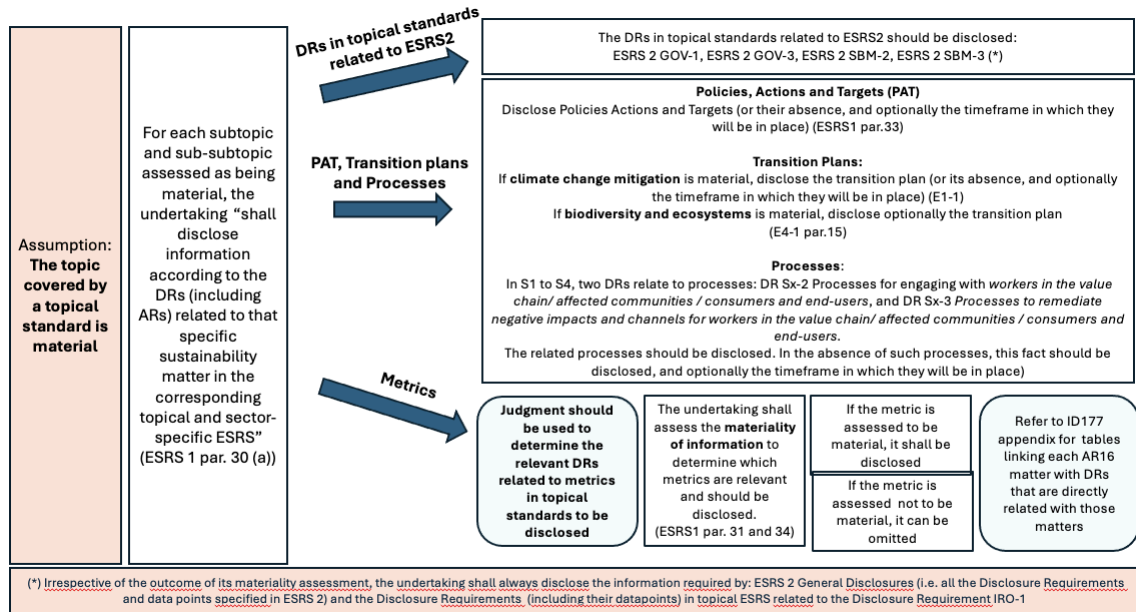 Assumption:
The topic
covered by
a topical
standard is
material
For each subtopic
and sub-subtopic
assessed as being
material, the
undertaking “shall
disclose
information
according to the
DRs (including
ARs) related to that
specific
sustainability
matter in the
corresponding
topical and sector-
specific ESRS”
(ESRS 1 par. 30 (a))
DRs in topical standards
related to ESRS2
The DRs in topical standards related to ESRS2 should be disclosed:
ESRS 2 GOV-1, ESRS 2 GOV-3, ESRS 2 SBM-2, ESRS 2 SBM-3 (*)
PAT, Transition plans
and Processes
Policies, Actions and Targets (PAT)
Disclose Policies Actions and Targets (or their absence, and optionally the timeframe in which they
will be in place) (ESRS1 par.33)
Transition Plans:
If climate change mitigation is material, disclose the transition plan (or its absence, and optionally
the timeframe in which they will be in place) (E1-1)
If biodiversity and ecosystems is material, disclose optionally the transition plan
(E4-1 par.15)
Processes:
In S1 to S4, two DRs relate to processes: DR Sx-2 Processes for engaging with workers in the value
chain/ affected communities / consumers and end-users, and DR Sx-3 Processes to remediate
negative impacts and channels for workers in the value chain/ affected communities / consumers and
end-users.
The related processes should be disclosed. In the absence of such processes, this fact should be
disclosed, and optionally the timeframe in which they will be in place)
Metrics
Judgment should
be used to
determine the
relevant DRs
related to metrics
in topical
standards to be
disclosed
The undertaking shall
assess the materiality
of information to
determine which
metrics are relevant
and should be
disclosed.
(ESRS1 par. 31 and 34)
If the metric is
assessed to be
material, it shall be
disclosed
If the metric is
assessed not to be
material, it can be
omitted
Refer to ID177
appendix for tables
linking each AR16
matter with DRs
that are directly
related with those
matters
(*) Irrespective of the outcome of its materiality assessment, the undertaking shall always disclose the information required by: ESRS 2 General Disclosures (i.e. all the Disclosure Requirements
and data points specified in ESRS 2) and the Disclosure Requirements (including their datapoints) in topical ESRS related to the Disclosure Requirement IRO-1